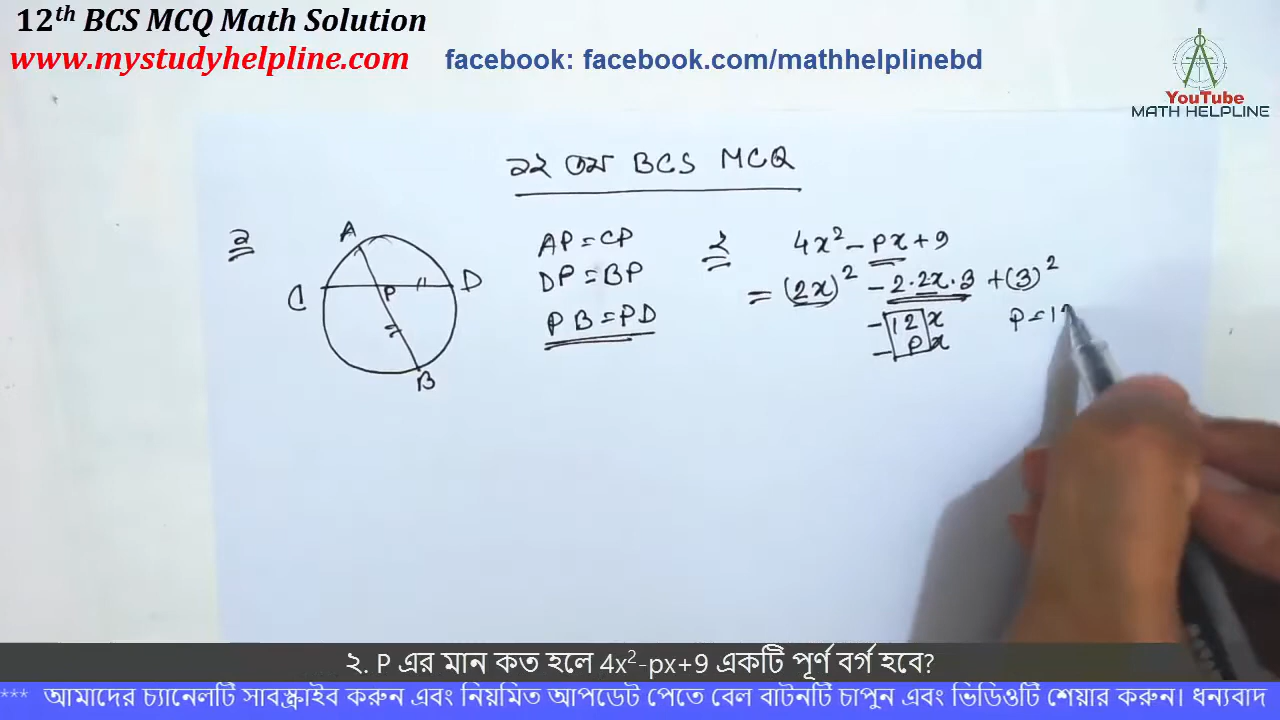 12th BCS MCQ Math Solution
www.mystudyhelpline.com facebook: facebook.com/mathhelplinebd
YouTube
MATH HELPLINE
১২ তম BCS MCQ
১
A
C
D
P
B
AP = CP
DP = BP
PB = PD
২
4x² - px + 9
= (2x)² - 2·2x·3 + (3)²
- 12 x
- p x
p = 12
২. P এর মান কত হলে 4x²-px+9 একটি পূর্ণ বর্গ হবে?
*** আমাদের চ্যানেলটি সাবস্ক্রাইব করুন এবং নিয়মিত আপডেট পেতে বেল বাটনটি চাপুন এবং ভিডিওটি শেয়ার করুন। ধন্যবাদ